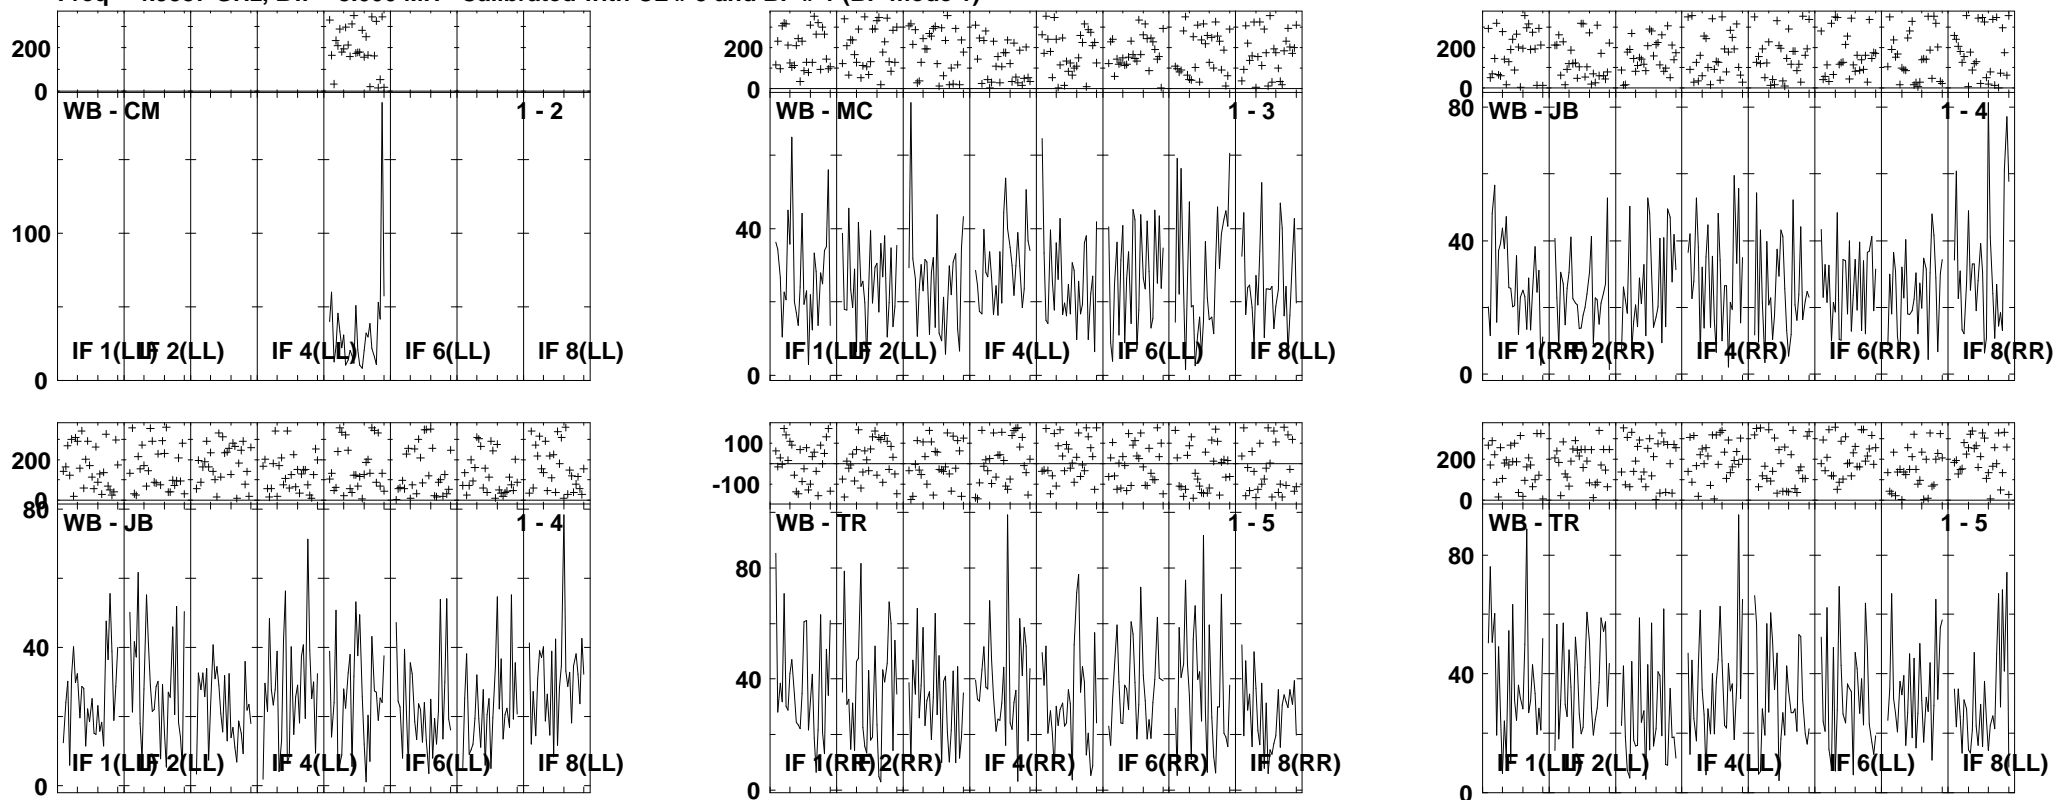 200
0
WB - CM 1 - 2
100
0
IF 1(LL) IF 2(LL) IF 4(LL) IF 6(LL) IF 8(LL)
200
0
WB - MC 1 - 3
40
0
IF 1(LL) IF 2(LL) IF 4(LL) IF 6(LL) IF 8(LL)
200
0
80
WB - JB 1 - 4
40
0
IF 1(RR) IF 2(RR) IF 4(RR) IF 6(RR) IF 8(RR)
200
0
80
WB - JB 1 - 4
40
0
IF 1(LL) IF 2(LL) IF 4(LL) IF 6(LL) IF 8(LL)
100
-100
WB - TR 1 - 5
80
40
0
IF 1(RR) IF 2(RR) IF 4(RR) IF 6(RR) IF 8(RR)
200
0
WB - TR 1 - 5
80
40
0
IF 1(LL) IF 2(LL) IF 4(LL) IF 6(LL) IF 8(LL)